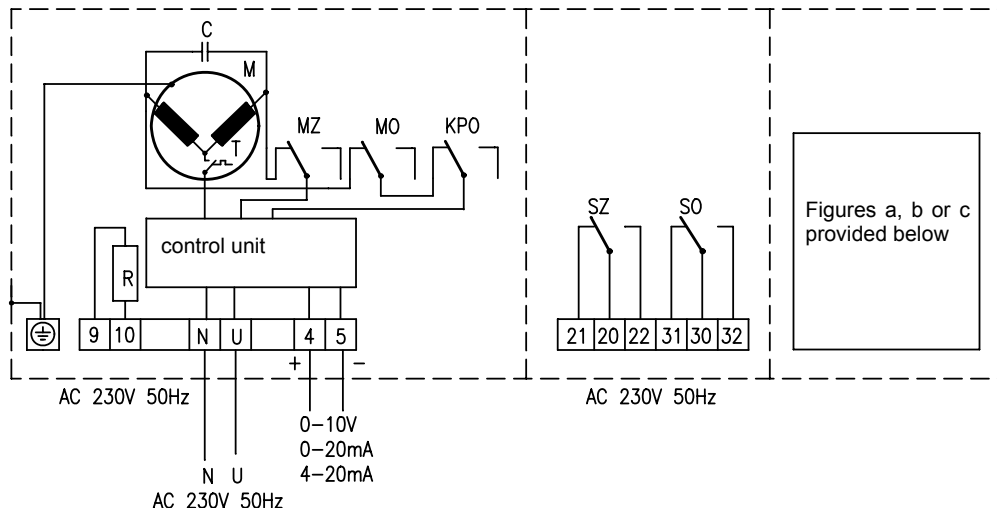 C
M
MZ MO KPO
T
SZ SO
Figures a, b or c
provided below
control unit
R
9 10 N U 4 5
21 20 22 31 30 32
+ −
AC 230V 50Hz
AC 230V 50Hz
0−10V
0−20mA
4−20mA
N U
AC 230V 50Hz